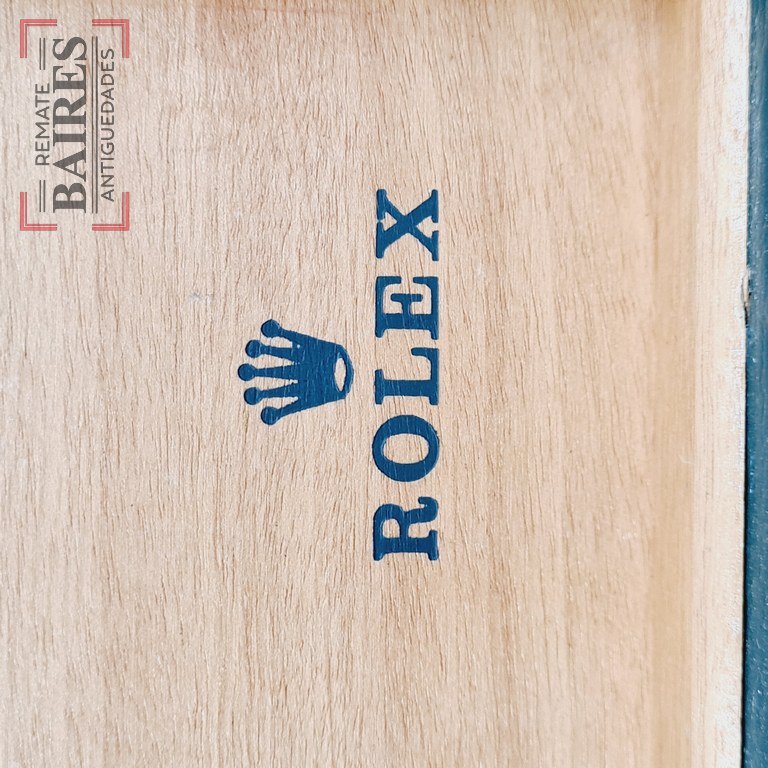 REMATE
BAIRES
ANTIGUEDADES
ROLEX